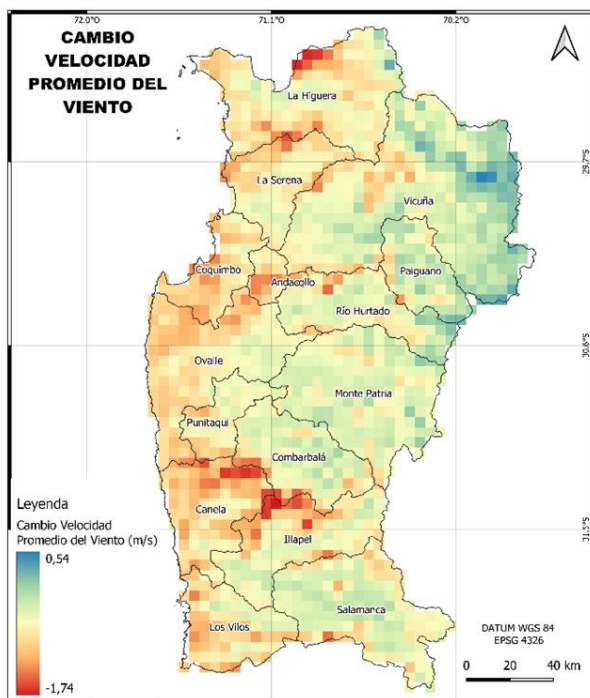 72.0°W
71.1°W
70.2°W
CAMBIO
VELOCIDAD
PROMEDIO DEL
VIENTO
La Higuera
29.7°S
La Serena
Vicuña
Coquimbo
Andacollo
Paiguano
Río Hurtado
30.6°S
Ovalle
Monte Patria
Punitaqui
Combarbalá
Leyenda
Cambio Velocidad
Promedio del Viento (m/s)
0,54
-1,74
Canela
31.5°S
Illapel
Salamanca
Los Vilos
DATUM WGS 84
EPSG 4326
0 20 40 km